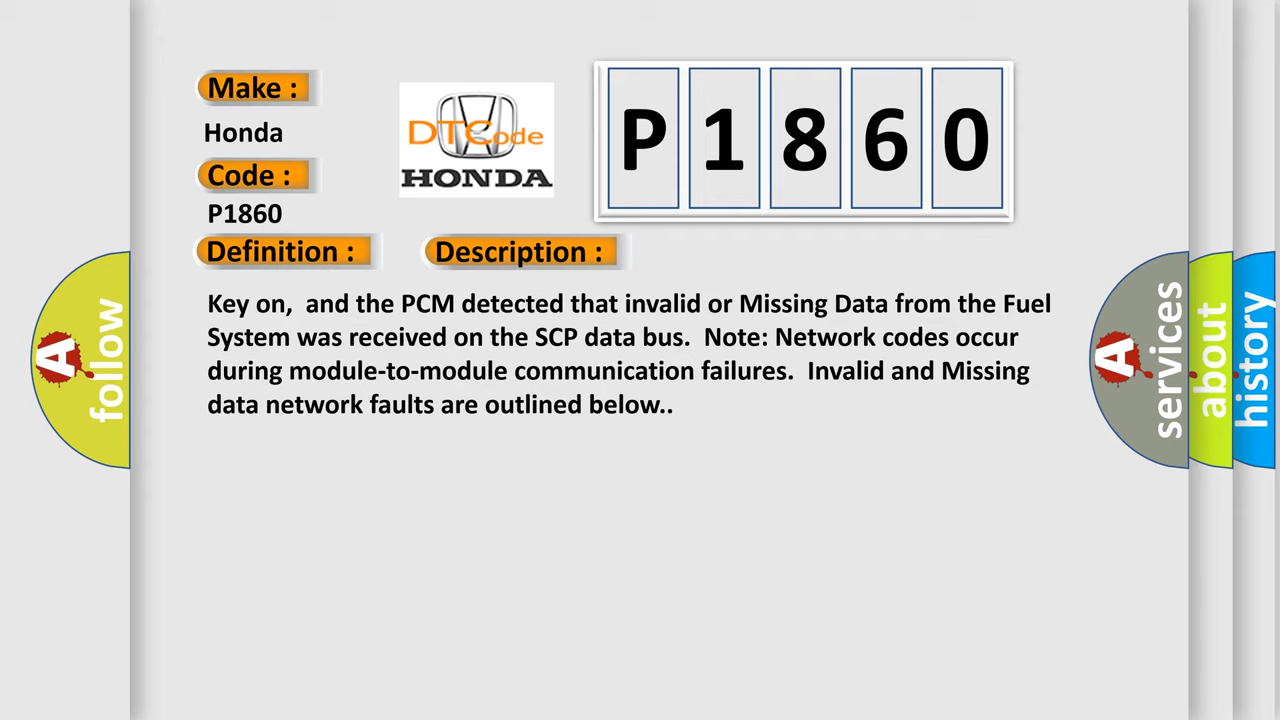 Make :
Honda
Code :
P1860
DTCode
HONDA
P 1 8 6 0
Definition :
Description :
Key on,  and the PCM detected that invalid or Missing Data from the Fuel
System was received on the SCP data bus  Note: Network codes occur
during module-to-module communication failures  Invalid and Missing
data network faults are outlined below..
A follow
A services
about
history